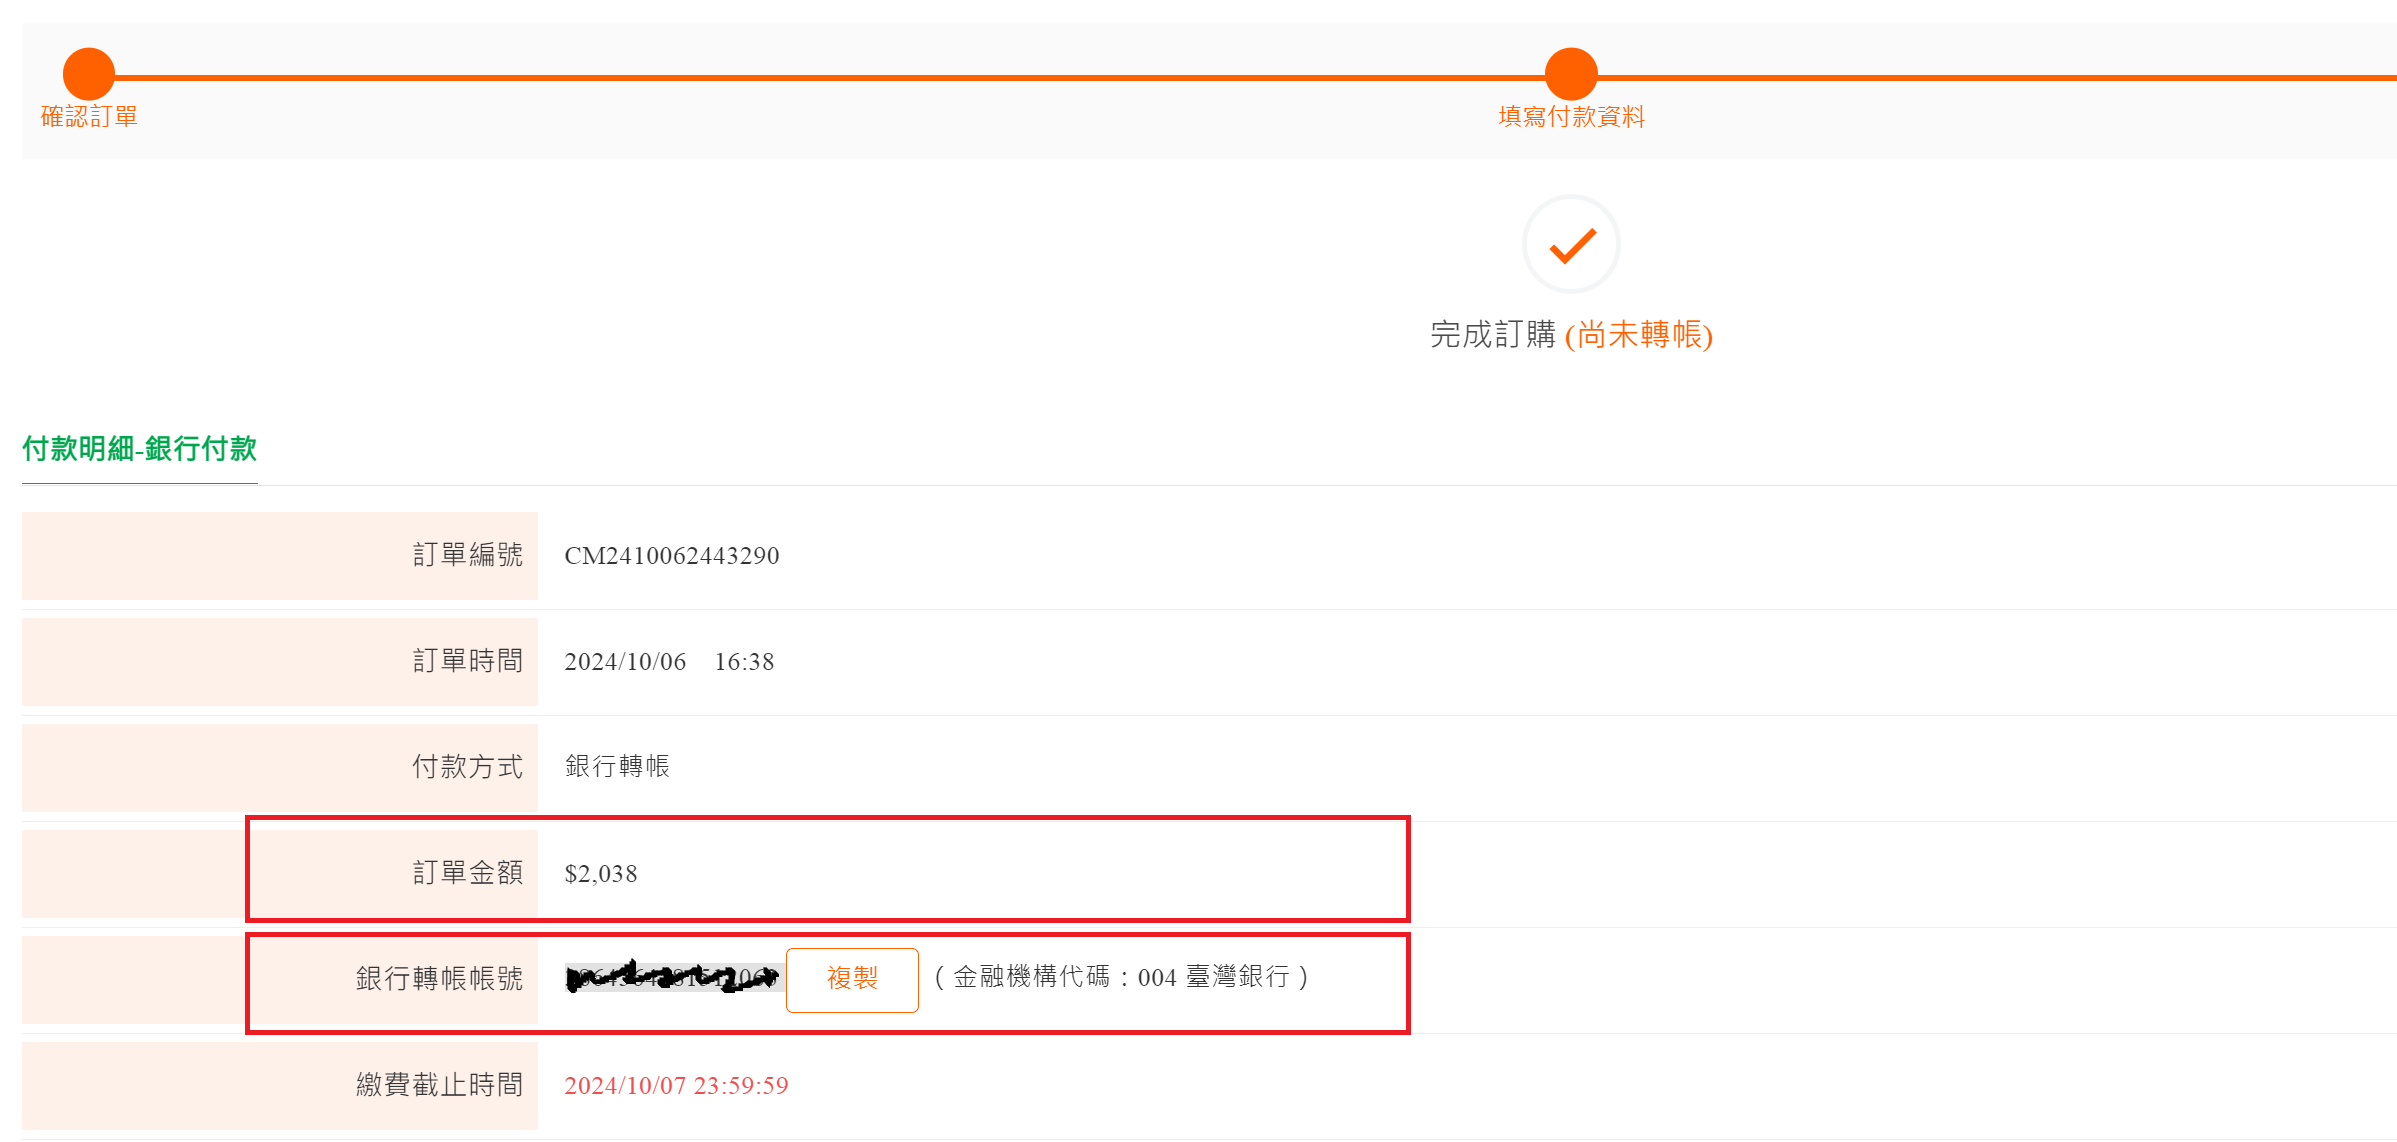 確認訂單
填寫付款資料
完成訂購 (尚未轉帳)
付款明細-銀行付款
訂單編號 CM2410062443290
訂單時間 2024/10/06 16:38
付款方式 銀行轉帳
訂單金額 $2,038
銀行轉帳帳號 複製 (金融機構代碼：004 臺灣銀行)
繳費截止時間 2024/10/07 23:59:59